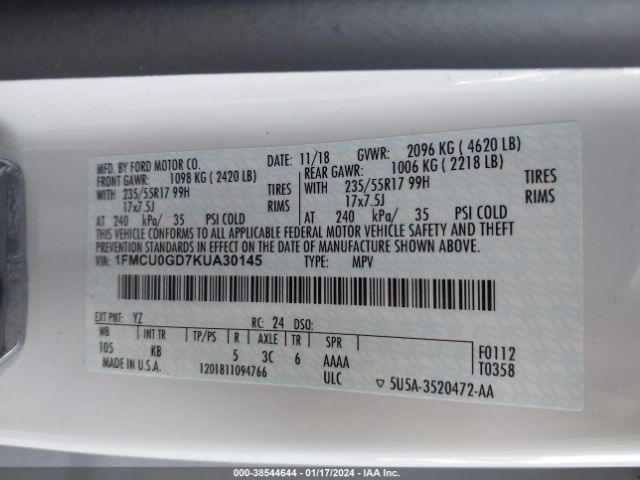 MFD. BY FORD MOTOR CO.
DATE: 11/18 GVWR: 2096 KG ( 4620 LB)
FRONT GAWR: 1098 KG ( 2420 LB)
REAR GAWR: 1006 KG ( 2218 LB)
WITH 235/55R17 99H TIRES
WITH 235/55R17 99H TIRES
17x7.5J RIMS
17x7.5J RIMS
AT 240 kPa/ 35 PSI COLD
AT 240 kPa/ 35 PSI COLD
THIS VEHICLE CONFORMS TO ALL APPLICABLE FEDERAL MOTOR VEHICLE SAFETY AND THEFT
PREVENTION STANDARDS IN EFFECT ON THE DATE OF MANUFACTURE SHOWN ABOVE.
VIN: 1FMCU0GD7KUA30145 TYPE: MPV
EXT PNT: YZ RC: 24 DSO:
WB INT TR TP/PS R AXLE TR SPR
105 KB 5 3C 6 AAAA
F0112
T0358
MADE IN U.S.A. 1201811094766 ULC
▽ 5U5A-3520472-AA
000-38544644 - 01/17/2024 - IAA Inc.